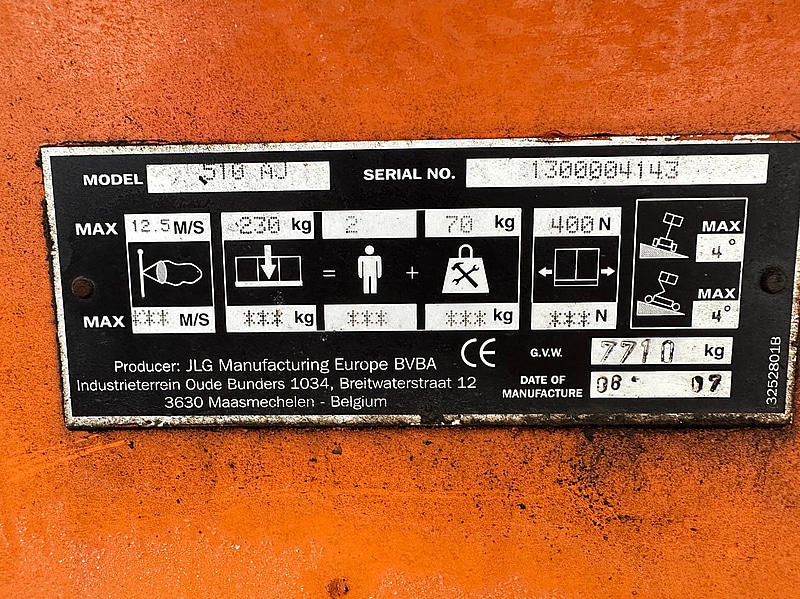 MODEL 510 AJ SERIAL NO. 1300004143
MAX 12.5 M/S 230 kg 2 70 kg 400 N MAX 4°
= +
MAX 4°
MAX *** M/S *** kg *** *** kg *** N
Producer: JLG Manufacturing Europe BVBA CE G.V.W. 7710 kg
Industrieterrein Oude Bunders 1034, Breitwaterstraat 12
3630 Maasmechelen - Belgium
DATE OF MANUFACTURE 08 07
3252801B